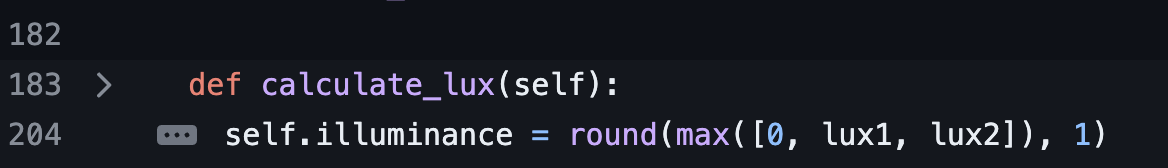 182
183 > def calculate_lux(self):
204 ... self.illuminance = round(max([0, lux1, lux2]), 1)